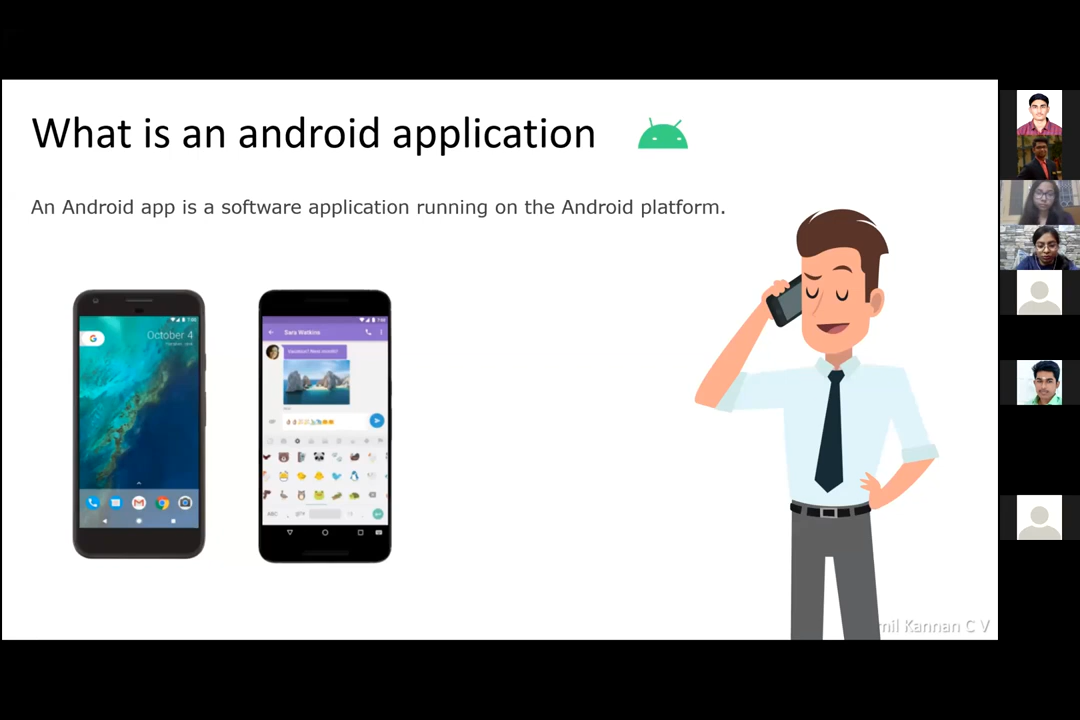 What is an android application
An Android app is a software application running on the Android platform.
October 4
Sara Watkins
ABC
Kannan C V